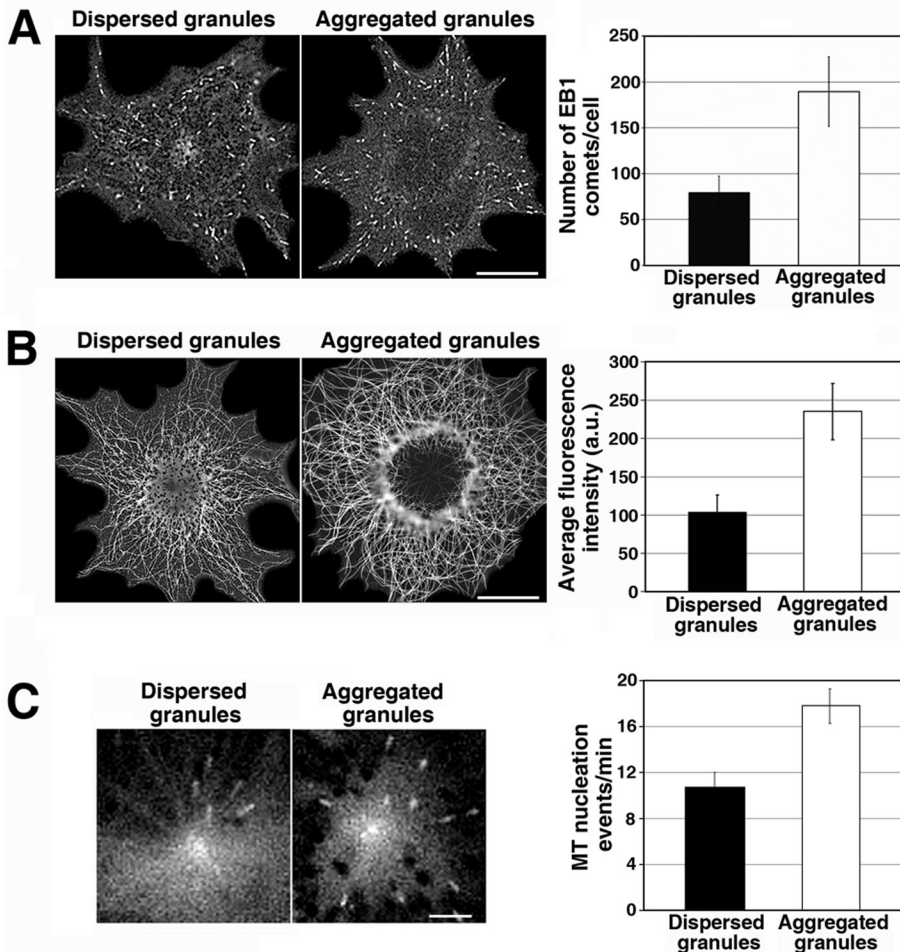 A
Dispersed granules
Aggregated granules
Number of EB1
comets/cell
250
200
150
100
50
0
Dispersed
granules
Aggregated
granules
B
Dispersed granules
Aggregated granules
Average fluorescence
intensity (a.u.)
300
250
200
150
100
50
0
Dispersed
granules
Aggregated
granules
C
Dispersed
granules
Aggregated
granules
MT nucleation
events/min
20
16
12
8
4
0
Dispersed
granules
Aggregated
granules